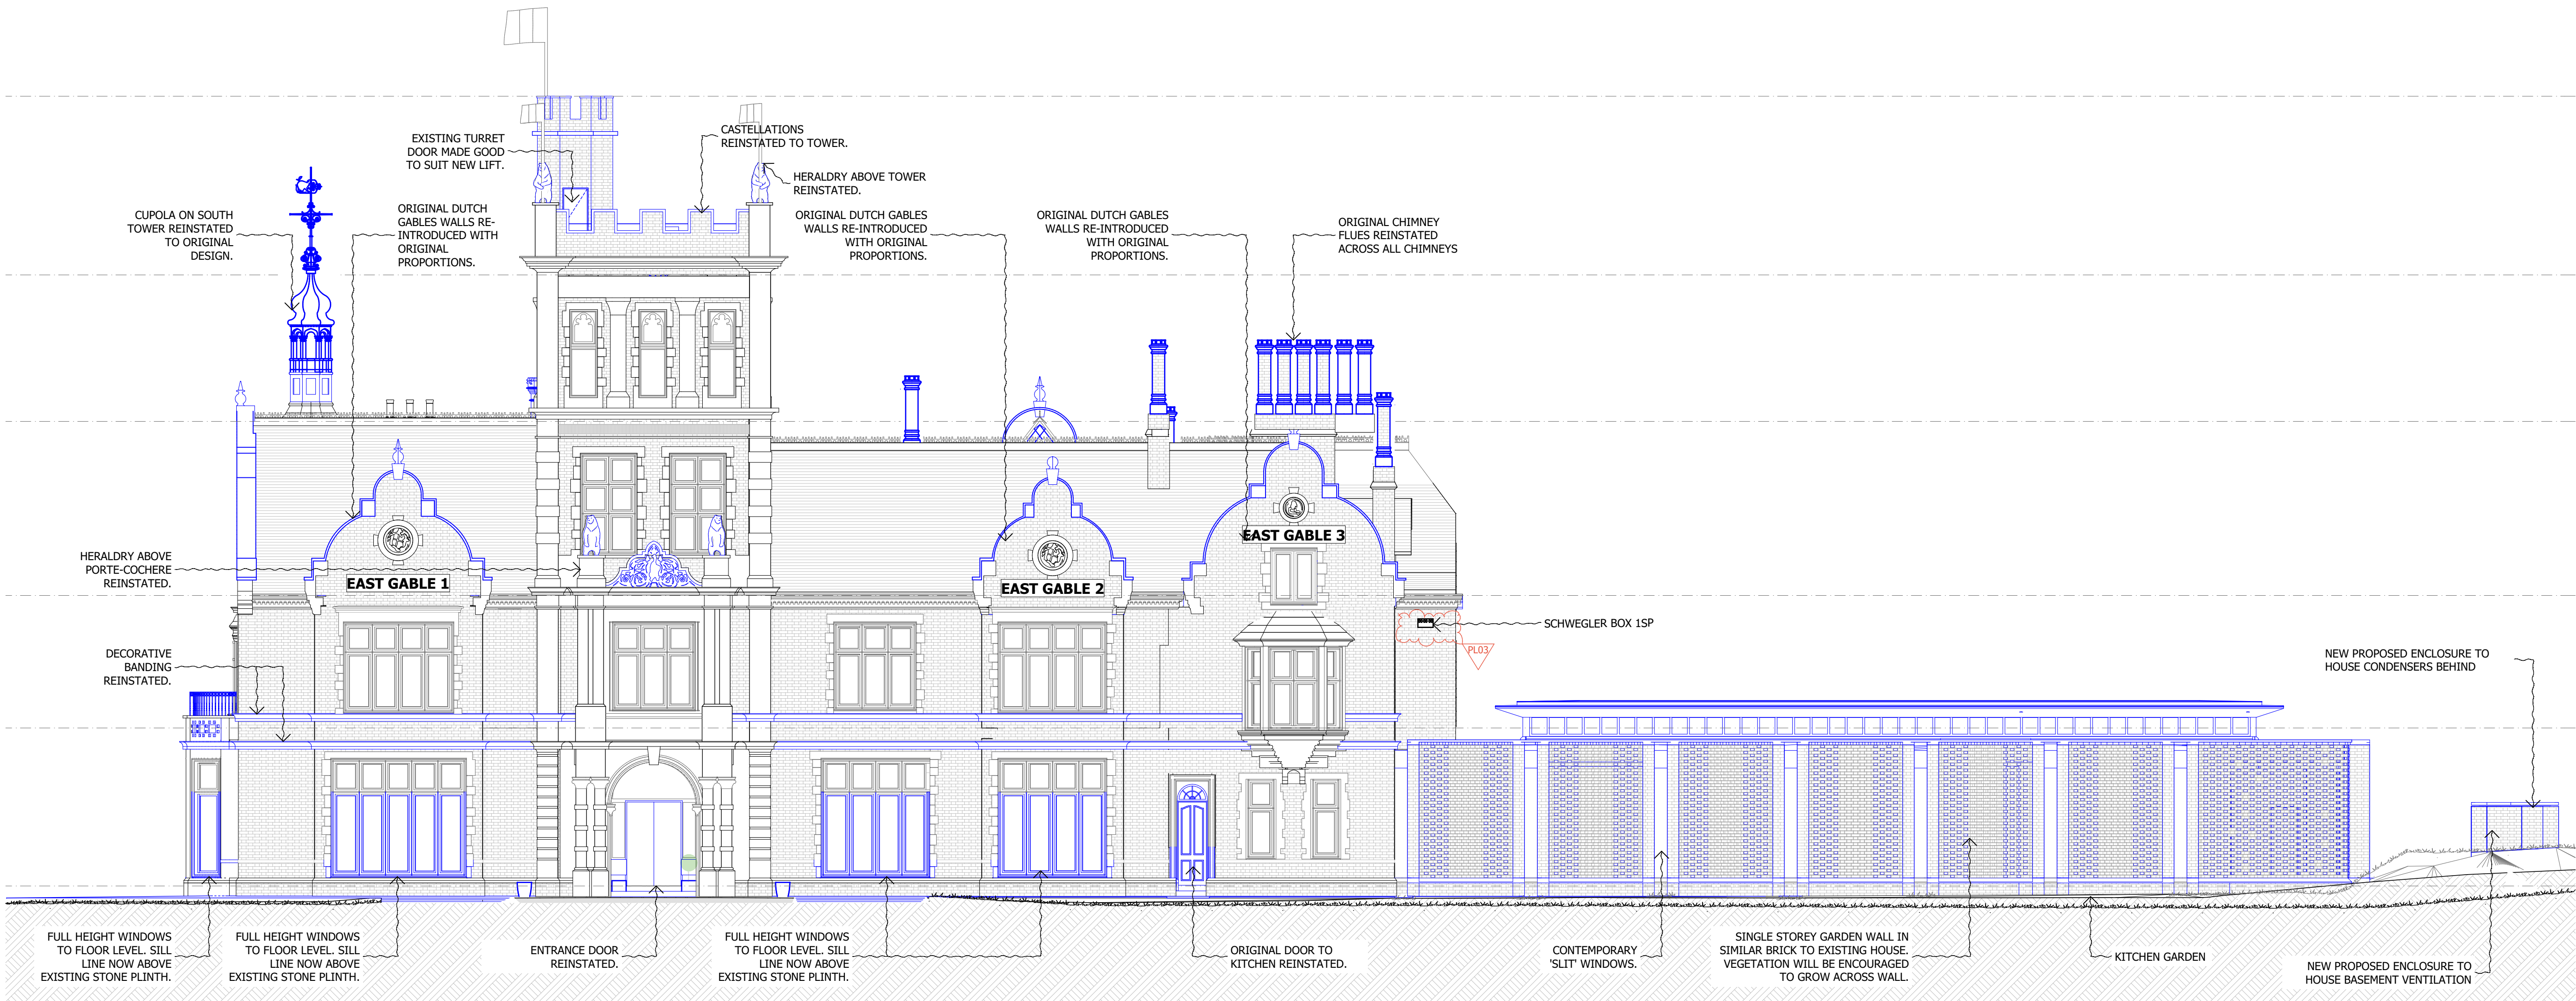 EXISTING TURRET
DOOR MADE GOOD
TO SUIT NEW LIFT.
CASTELLATIONS
REINSTATED TO TOWER.
HERALDRY ABOVE TOWER
REINSTATED.
CUPOLA ON SOUTH
TOWER REINSTATED
TO ORIGINAL
DESIGN.
ORIGINAL DUTCH
GABLES WALLS RE-
INTRODUCED WITH
ORIGINAL
PROPORTIONS.
ORIGINAL DUTCH GABLES
WALLS RE-INTRODUCED
WITH ORIGINAL
PROPORTIONS.
ORIGINAL DUTCH GABLES
WALLS RE-INTRODUCED
WITH ORIGINAL
PROPORTIONS.
ORIGINAL CHIMNEY
FLUES REINSTATED
ACROSS ALL CHIMNEYS
HERALDRY ABOVE
PORTE-COCHERE
REINSTATED.
EAST GABLE 1
EAST GABLE 2
EAST GABLE 3
SCHWEGLER BOX 1SP
PL03
DECORATIVE
BANDING
REINSTATED.
NEW PROPOSED ENCLOSURE TO
HOUSE CONDENSERS BEHIND
FULL HEIGHT WINDOWS
TO FLOOR LEVEL. SILL
LINE NOW ABOVE
EXISTING STONE PLINTH.
FULL HEIGHT WINDOWS
TO FLOOR LEVEL. SILL
LINE NOW ABOVE
EXISTING STONE PLINTH.
ENTRANCE DOOR
REINSTATED.
FULL HEIGHT WINDOWS
TO FLOOR LEVEL. SILL
LINE NOW ABOVE
EXISTING STONE PLINTH.
ORIGINAL DOOR TO
KITCHEN REINSTATED.
CONTEMPORARY
'SLIT' WINDOWS.
SINGLE STOREY GARDEN WALL IN
SIMILAR BRICK TO EXISTING HOUSE.
VEGETATION WILL BE ENCOURAGED
TO GROW ACROSS WALL.
KITCHEN GARDEN
NEW PROPOSED ENCLOSURE TO
HOUSE BASEMENT VENTILATION